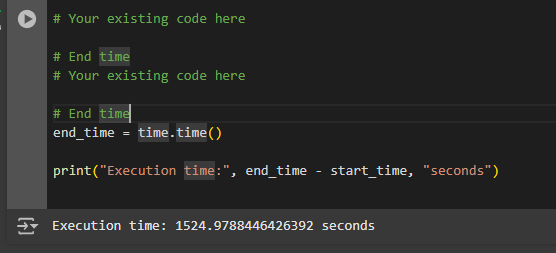 # Your existing code here
# End time
# Your existing code here
# End time
end_time = time.time()
print("Execution time:", end_time - start_time, "seconds")
Execution time: 1524.9788446426392 seconds